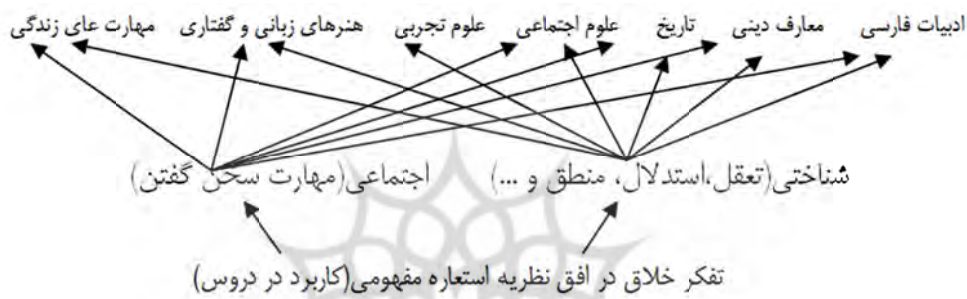 ادبیات فارسی معارف دینی تاریخ علوم اجتماعی علوم تجربی هنرهای زبانی و گفتاری مهارت عای زندگی
شناختی(تعقل،استدلال، منطق و ...) اجتماعی(مهارت سخن گفتن)
تفکر خلاق در افق نظریه استعاره مفهومی(کاربرد در دروس)